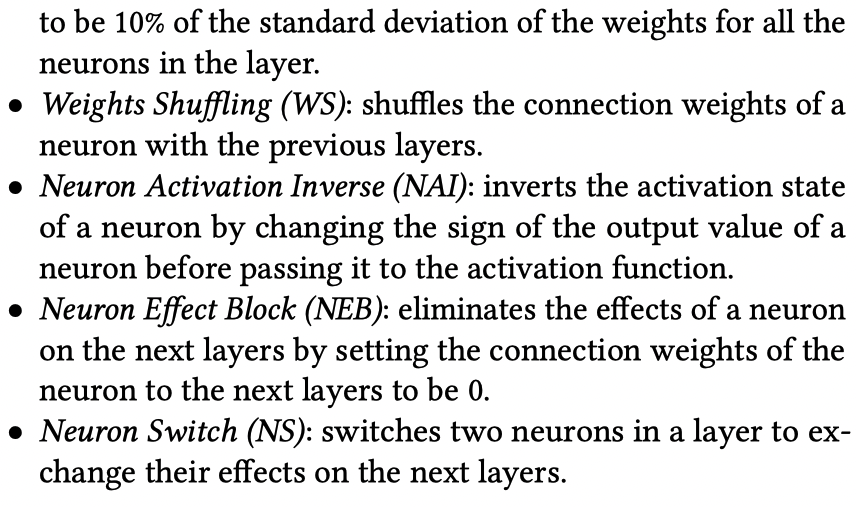 to be 10% of the standard deviation of the weights for all the
neurons in the layer.
• Weights Shuffling (WS): shuffles the connection weights of a
neuron with the previous layers.
• Neuron Activation Inverse (NAI): inverts the activation state
of a neuron by changing the sign of the output value of a
neuron before passing it to the activation function.
• Neuron Effect Block (NEB): eliminates the effects of a neuron
on the next layers by setting the connection weights of the
neuron to the next layers to be 0.
• Neuron Switch (NS): switches two neurons in a layer to ex-
change their effects on the next layers.